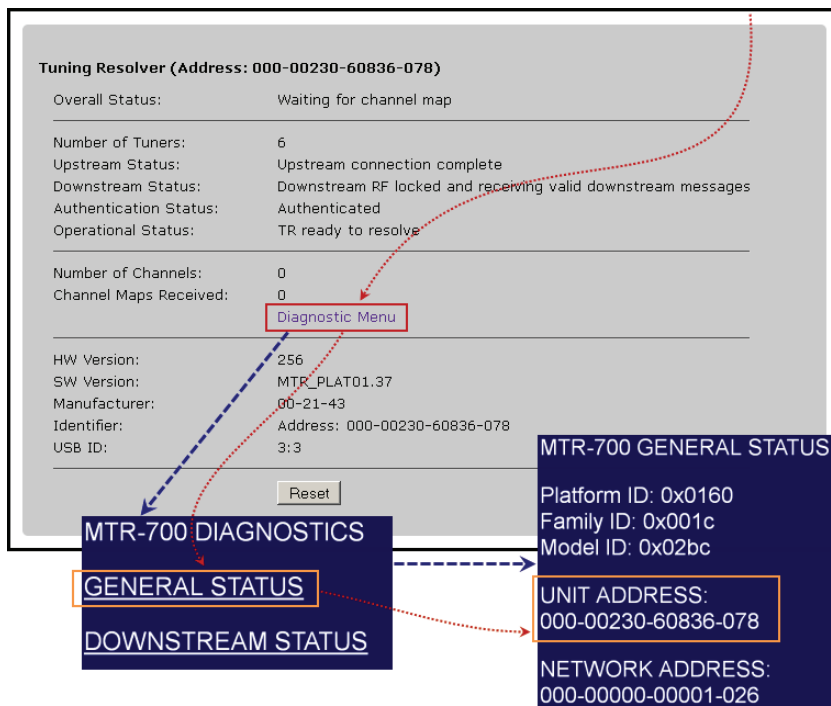 Tuning Resolver (Address: 000-00230-60836-078)
Overall Status: Waiting for channel map
Number of Tuners: 6
Upstream Status: Upstream connection complete
Downstream Status: Downstream RF locked and receiving valid downstream messages
Authentication Status: Authenticated
Operational Status: TR ready to resolve
Number of Channels: 0
Channel Maps Received: 0
Diagnostic Menu
HW Version: 256
SW Version: MTR_PLAT01.37
Manufacturer: 00-21-43
Identifier: Address: 000-00230-60836-078
USB ID: 3:3
Reset
MTR-700 DIAGNOSTICS
GENERAL STATUS
DOWNSTREAM STATUS
MTR-700 GENERAL STATUS
Platform ID: 0x0160
Family ID: 0x001c
Model ID: 0x02bc
UNIT ADDRESS:
000-00230-60836-078
NETWORK ADDRESS:
000-00000-00001-026